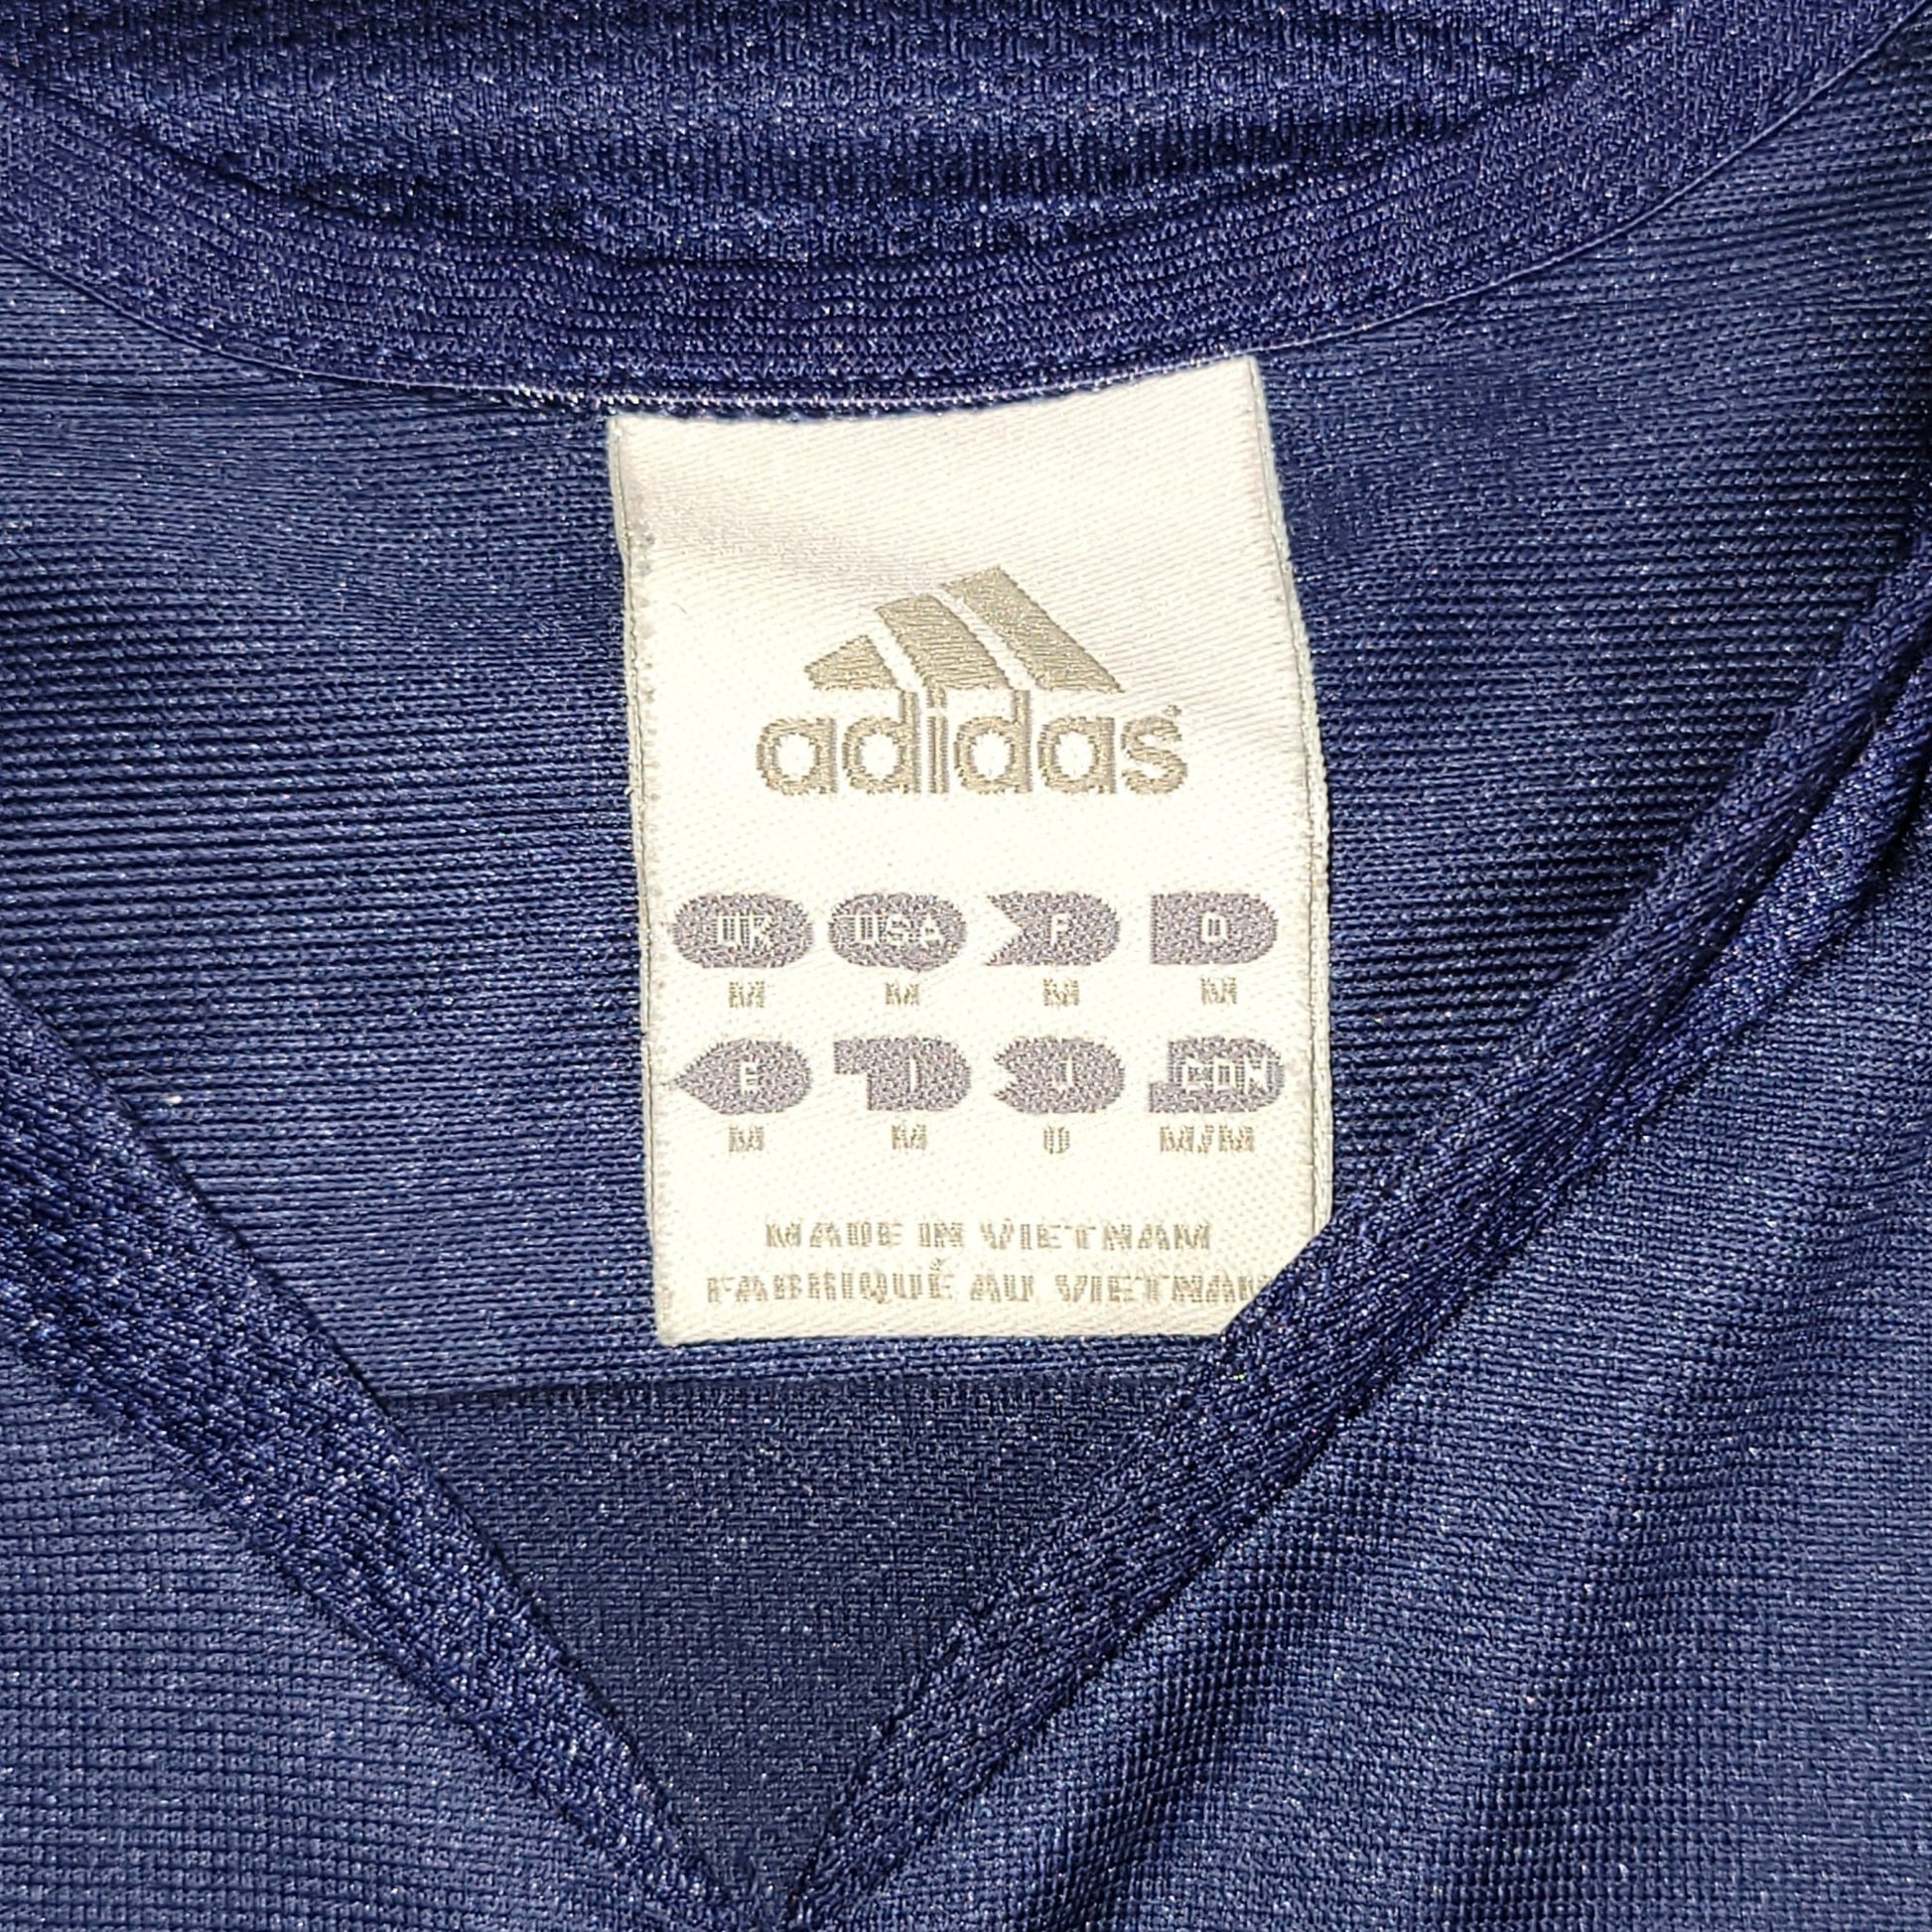 adidas
UK USA F D
M M M M
E I J CDN
M M O M/M
MADE IN VIETNAM
FABRIQUÉ AU VIETNAM